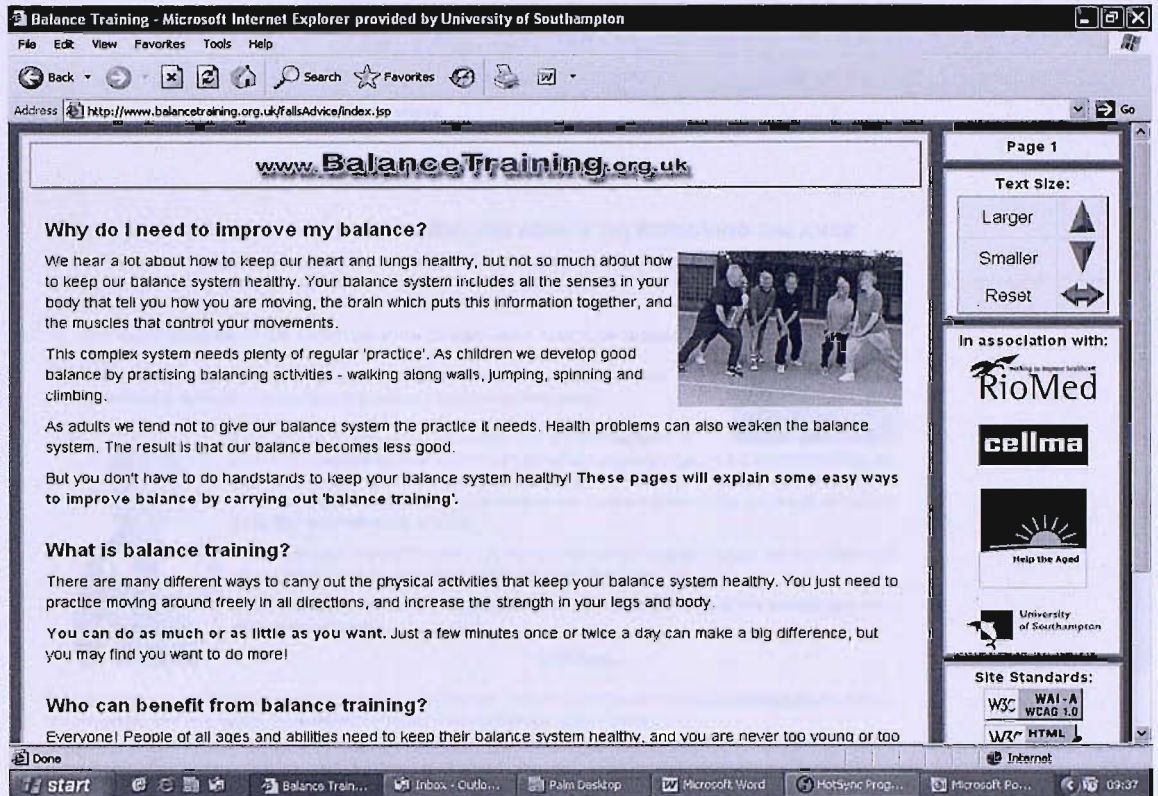 Balance Training - Microsoft Internet Explorer provided by University of Southampton
File Edit View Favorites Tools Help
Back Search Favorites
Address http://www.balancetraining.org.uk/fallsAdvice/index.jsp Go
www.BalanceTraining.org.uk
Why do I need to improve my balance?
We hear a lot about how to keep our heart and lungs healthy, but not so much about how
to keep our balance system healthy. Your balance system includes all the senses in your
body that tell you how you are moving, the brain which puts this information together, and
the muscles that control your movements.
This complex system needs plenty of regular 'practice'. As children we develop good
balance by practising balancing activities - walking along walls, jumping, spinning and
climbing.
As adults we tend not to give our balance system the practice it needs. Health problems can also weaken the balance
system. The result is that our balance becomes less good.
But you don't have to do handstands to keep your balance system healthy! These pages will explain some easy ways
to improve balance by carrying out 'balance training'.
What is balance training?
There are many different ways to carry out the physical activities that keep your balance system healthy. You just need to
practice moving around freely in all directions, and increase the strength in your legs and body.
You can do as much or as little as you want. Just a few minutes once or twice a day can make a big difference, but
you may find you want to do more!
Who can benefit from balance training?
Everyone! People of all ages and abilities need to keep their balance system healthy, and you are never too young or too
Page 1
Text Size:
Larger
Smaller
Reset
In association with:
working to improve healthcare
RioMed
cellma
Help the Aged
University
of Southampton
Site Standards:
W3C WAI-A
WCAG 1.0
W3C HTML
Done Internet
start Balance Train... Inbox - Outlo... Palm Desktop Microsoft Word HotSync Prog... Microsoft Po... 09:37